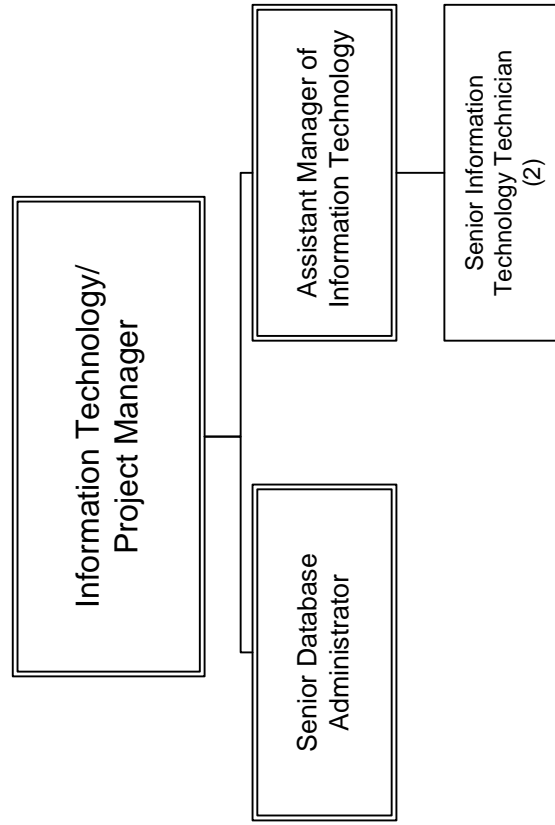 Information Technology/
Project Manager
Senior Database
Administrator
Assistant Manager of
Information Technology
Senior Information
Technology Technician
(2)